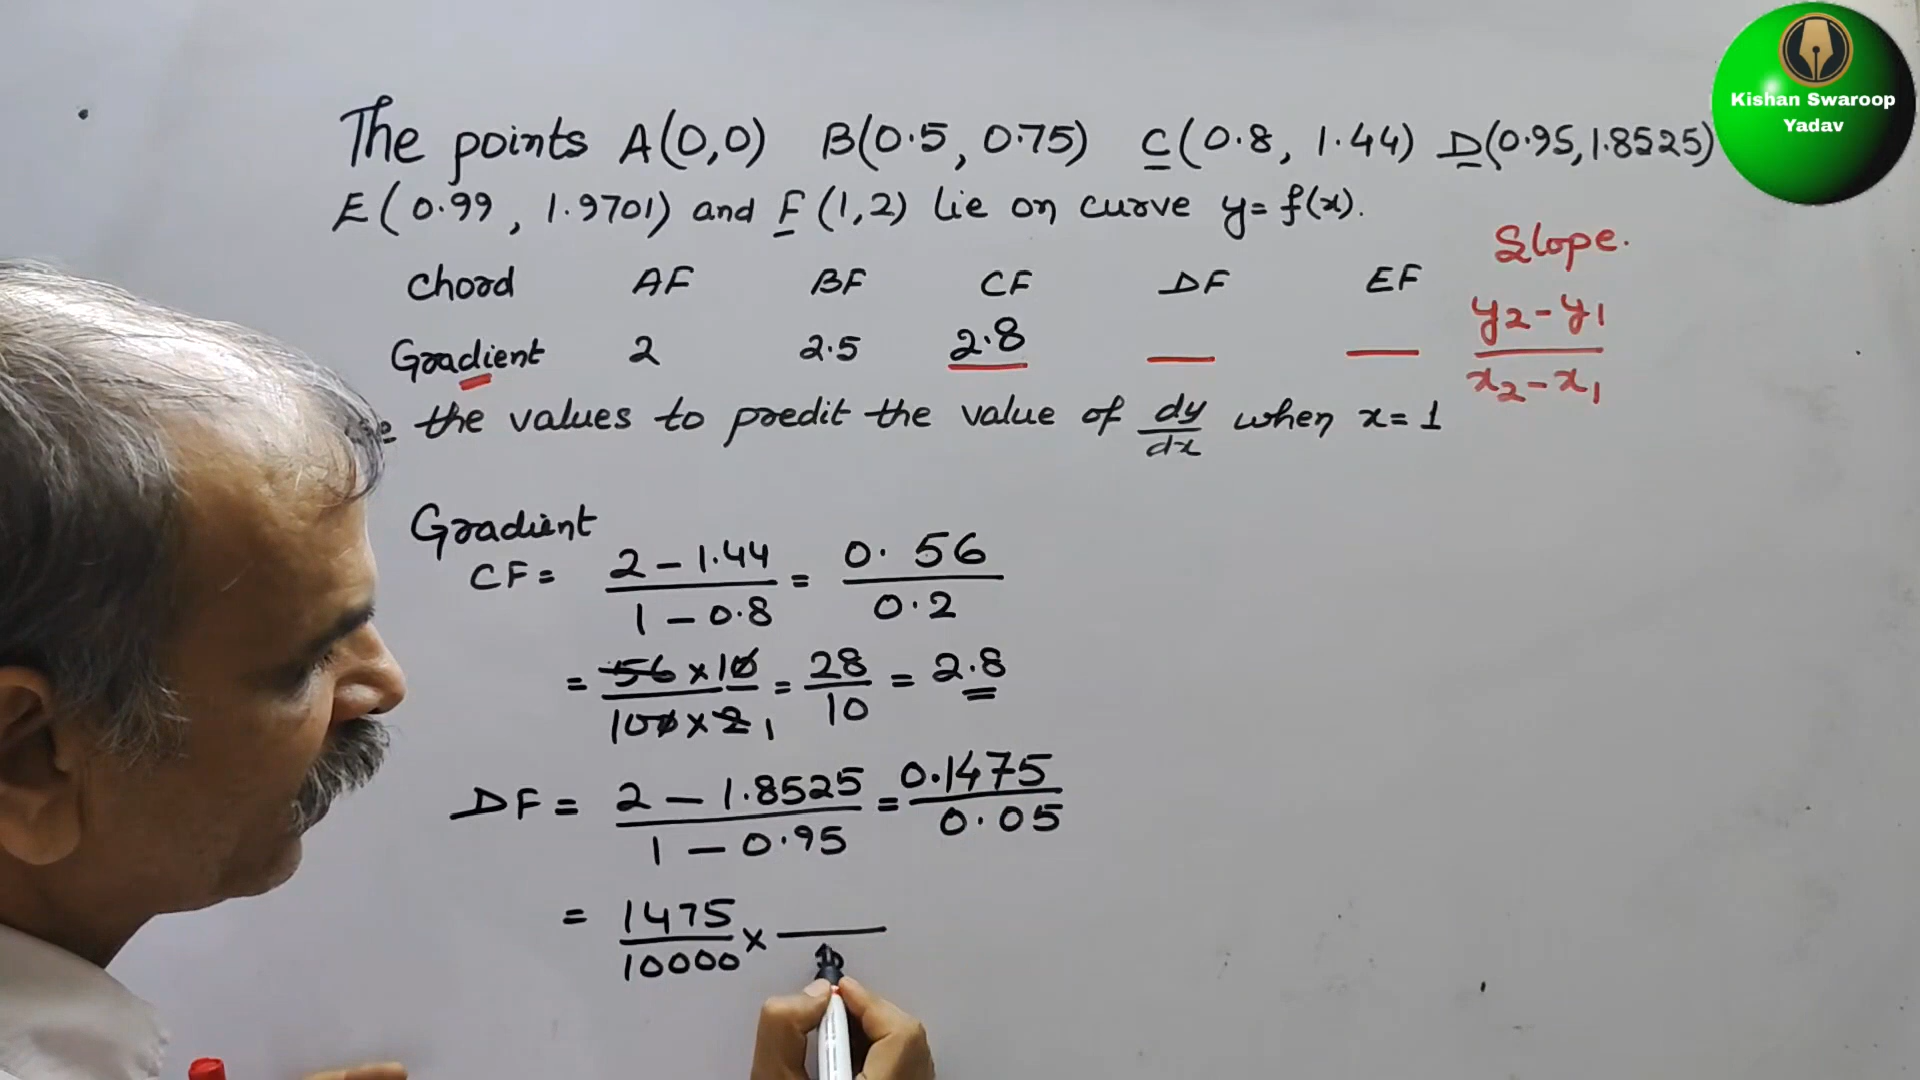 The points A(0,0) B(0.5, 0.75) C(0.8, 1.44) D(0.95,1.8525)
E(0.99, 1.9701) and F(1,2) lie on curve y=f(x).
Chord AF BF CF DF EF
Gradient 2 2.5 2.8 __ __
the values to predit the value of dy/dx when x=1
Slope.
y2-y1
x2-x1
Gradient
CF = 2-1.44 / 1-0.8 = 0.56 / 0.2
= 56×10 / 100×2 1 = 28/10 = 2.8
DF = 2-1.8525 / 1-0.95 = 0.1475 / 0.05
= 1475/10000 ×
Kishan Swaroop
Yadav